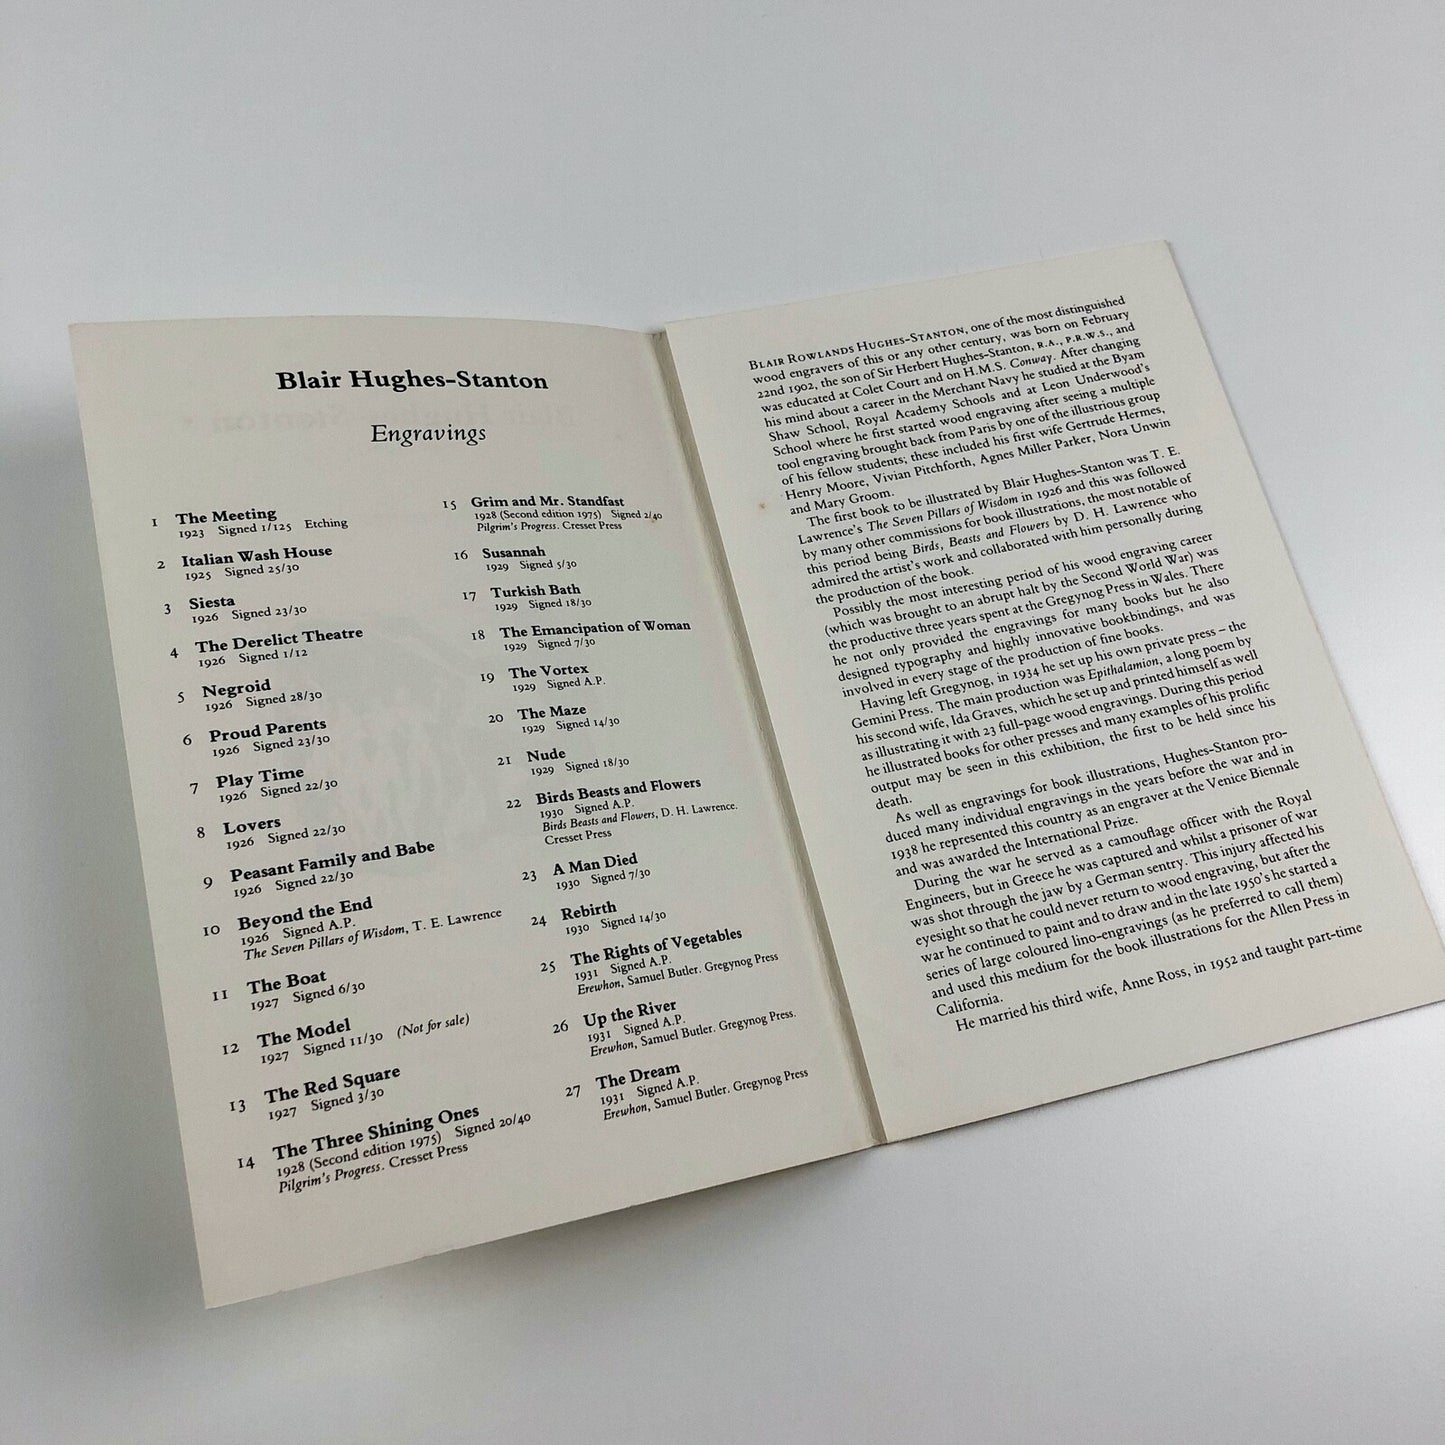 Blair Hughes-Stanton
Engravings
1 The Meeting
1923 Signed 1/125 Etching
2 Italian Wash House
1925 Signed 25/30
3 Siesta
1926 Signed 23/30
4 The Derelict Theatre
1926 Signed 1/12
5 Negroid
1926 Signed 28/30
6 Proud Parents
1926 Signed 23/30
7 Play Time
1926 Signed 22/30
8 Lovers
1926 Signed 22/30
9 Peasant Family and Babe
1926 Signed 22/30
10 Beyond the End
1926 Signed A.P.
The Seven Pillars of Wisdom, T. E. Lawrence
11 The Boat
1927 Signed 6/30
12 The Model
1927 Signed 11/30 (Not for sale)
13 The Red Square
1927 Signed 3/30
14 The Three Shining Ones
1928 (Second edition 1975) Signed 20/40
Pilgrim's Progress. Cresset Press
15 Grim and Mr. Standfast
1928 (Second edition 1975) Signed 2/40
Pilgrim's Progress. Cresset Press
16 Susannah
1929 Signed 5/30
17 Turkish Bath
1929 Signed 18/30
18 The Emancipation of Woman
1929 Signed 7/30
19 The Vortex
1929 Signed A.P.
20 The Maze
1929 Signed 14/30
21 Nude
1929 Signed 18/30
22 Birds Beasts and Flowers
1930 Signed A.P.
Birds Beasts and Flowers, D. H. Lawrence.
Cresset Press
23 A Man Died
1930 Signed 7/30
24 Rebirth
1930 Signed 14/30
25 The Rights of Vegetables
1931 Signed A.P.
Erewhon, Samuel Butler. Gregynog Press
26 Up the River
1931 Signed A.P.
Erewhon, Samuel Butler. Gregynog Press.
27 The Dream
1931 Signed A.P.
Erewhon, Samuel Butler. Gregynog Press
BLAIR ROWLANDS HUGHES-STANTON, one of the most distinguished
wood engravers of this or any other century, was born on February
22nd 1902, the son of Sir Herbert Hughes-Stanton, R.A., P.R.W.S., and
was educated at Colet Court and on H.M.S. Conway. After changing
his mind about a career in the Merchant Navy he studied at the Byam
Shaw School, Royal Academy Schools and at Leon Underwood's
School where he first started wood engraving after seeing a multiple
tool engraving brought back from Paris by one of the illustrious group
of his fellow students; these included his first wife Gertrude Hermes,
Henry Moore, Vivian Pitchforth, Agnes Miller Parker, Nora Unwin
and Mary Groom.
The first book to be illustrated by Blair Hughes-Stanton was T. E.
Lawrence's The Seven Pillars of Wisdom in 1926 and this was followed
by many other commissions for book illustrations, the most notable of
this period being Birds, Beasts and Flowers by D. H. Lawrence who
admired the artist's work and collaborated with him personally during
the production of the book.
Possibly the most interesting period of his wood engraving career
(which was brought to an abrupt halt by the Second World War) was
the productive three years spent at the Gregynog Press in Wales. There
he not only provided the engravings for many books but he also
designed typography and highly innovative bookbindings, and was
involved in every stage of the production of fine books.
Having left Gregynog, in 1934 he set up his own private press – the
Gemini Press. The main production was Epithalamion, a long poem by
his second wife, Ida Graves, which he set up and printed himself as well
as illustrating it with 23 full-page wood engravings. During this period
he illustrated books for other presses and many examples of his prolific
output may be seen in this exhibition, the first to be held since his
death.
As well as engravings for book illustrations, Hughes-Stanton pro-
duced many individual engravings in the years before the war and in
1938 he represented this country as an engraver at the Venice Biennale
and was awarded the International Prize.
During the war he served as a camouflage officer with the Royal
Engineers, but in Greece he was captured and whilst a prisoner of war
was shot through the jaw by a German sentry. This injury affected his
eyesight so that he could never return to wood engraving, but after the
war he continued to paint and to draw and in the late 1950's he started a
series of large coloured lino-engravings (as he preferred to call them)
and used this medium for the book illustrations for the Allen Press in
California.
He married his third wife, Anne Ross, in 1952 and taught part-time